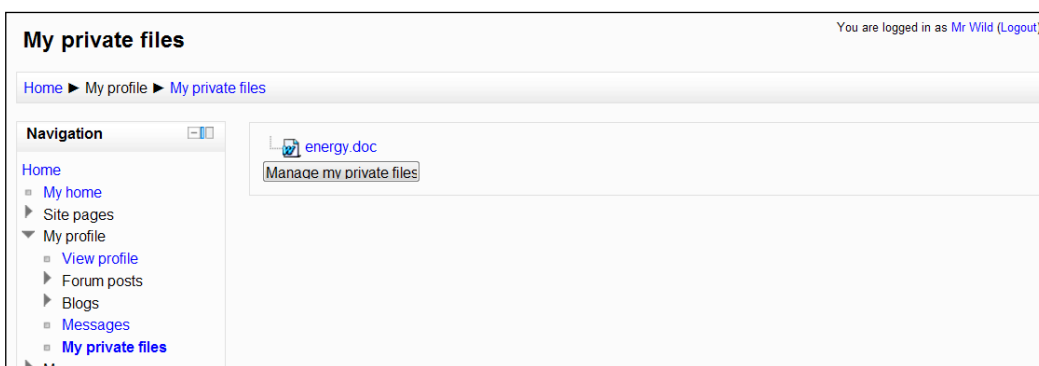 My private files
You are logged in as Mr Wild (Logout)
Home ► My profile ► My private files
Navigation
Home
My home
Site pages
My profile
View profile
Forum posts
Blogs
Messages
My private files
energy.doc
Manage my private files